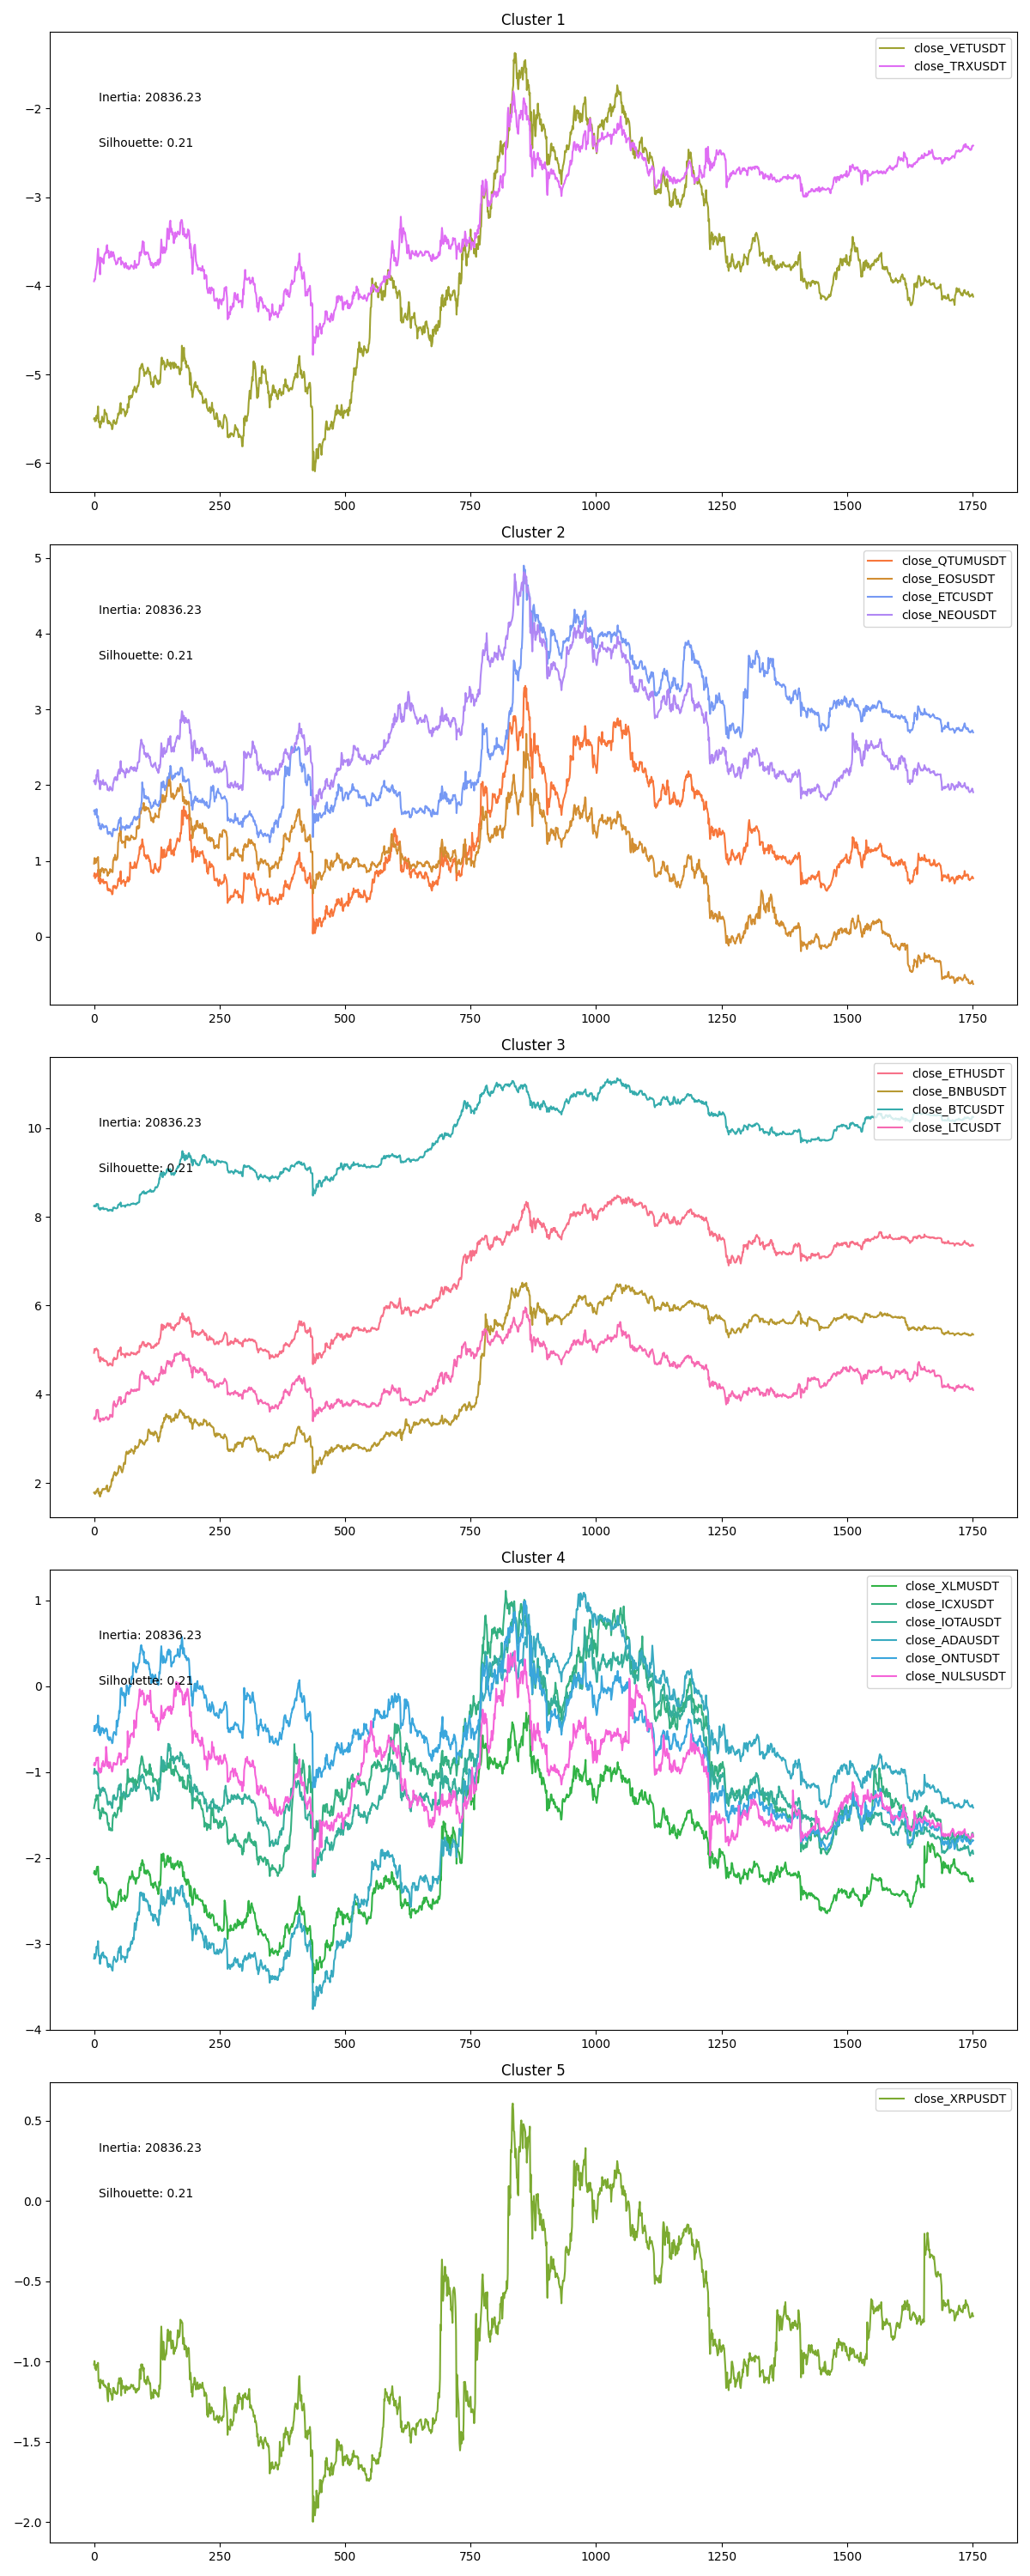 Cluster 1
close_VETUSDT
close_TRXUSDT
Inertia: 20836.23
Silhouette: 0.21
−2
−3
−4
−5
−6
0 250 500 750 1000 1250 1500 1750
Cluster 2
close_QTUMUSDT
close_EOSUSDT
close_ETCUSDT
close_NEOUSDT
Inertia: 20836.23
Silhouette: 0.21
5
4
3
2
1
0
0 250 500 750 1000 1250 1500 1750
Cluster 3
close_ETHUSDT
close_BNBUSDT
close_BTCUSDT
close_LTCUSDT
Inertia: 20836.23
Silhouette: 0.21
10
8
6
4
2
0 250 500 750 1000 1250 1500 1750
Cluster 4
close_XLMUSDT
close_ICXUSDT
close_IOTAUSDT
close_ADAUSDT
close_ONTUSDT
close_NULSUSDT
Inertia: 20836.23
Silhouette: 0.21
1
0
−1
−2
−3
−4
0 250 500 750 1000 1250 1500 1750
Cluster 5
close_XRPUSDT
Inertia: 20836.23
Silhouette: 0.21
0.5
0.0
−0.5
−1.0
−1.5
−2.0
0 250 500 750 1000 1250 1500 1750